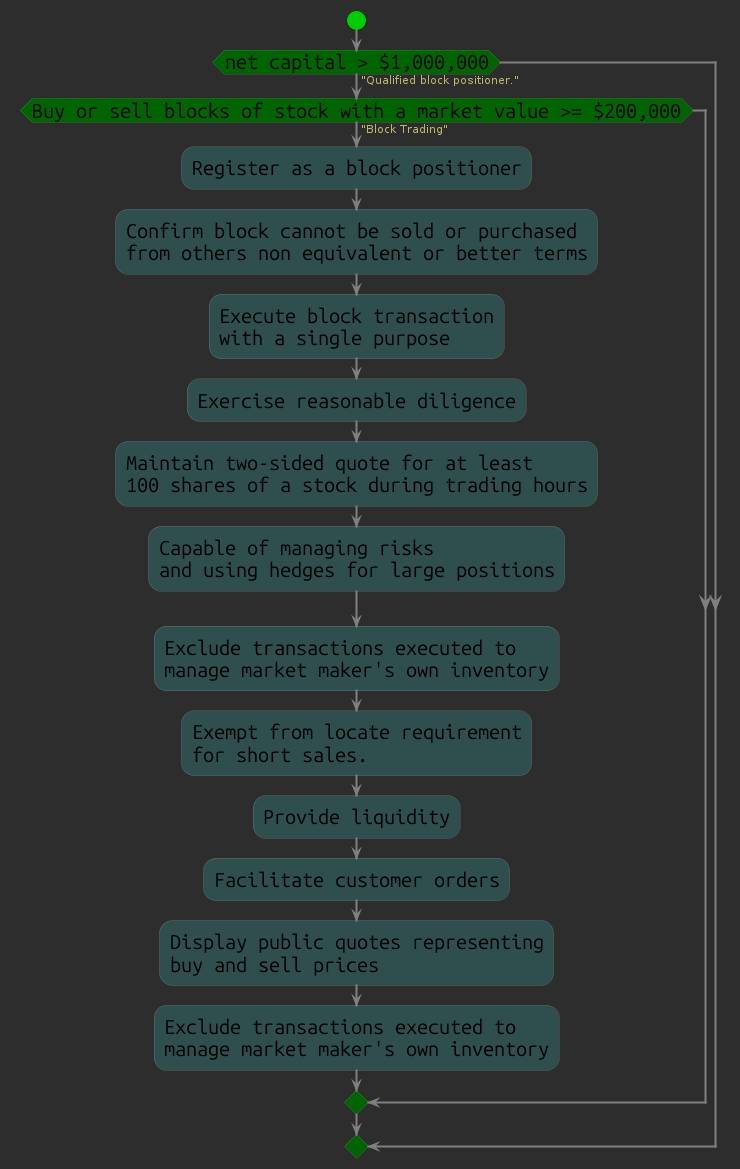 net capital > $1,000,000
"Qualified block positioner."
Buy or sell blocks of stock with a market value >= $200,000
"Block Trading"
Register as a block positioner
Confirm block cannot be sold or purchased
from others non equivalent or better terms
Execute block transaction
with a single purpose
Exercise reasonable diligence
Maintain two-sided quote for at least
100 shares of a stock during trading hours
Capable of managing risks
and using hedges for large positions
Exclude transactions executed to
manage market maker's own inventory
Exempt from locate requirement
for short sales.
Provide liquidity
Facilitate customer orders
Display public quotes representing
buy and sell prices
Exclude transactions executed to
manage market maker's own inventory